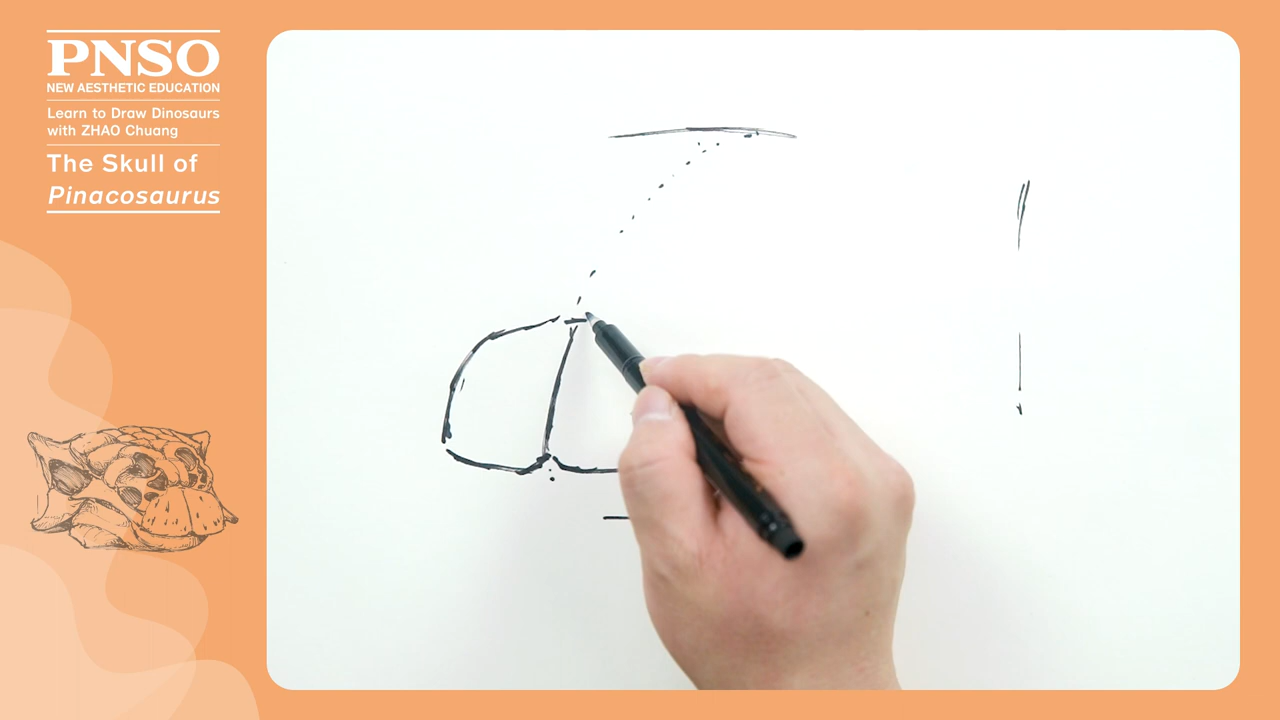 PNSO
NEW AESTHETIC EDUCATION
Learn to Draw Dinosaurs
with ZHAO Chuang
The Skull of
Pinacosaurus